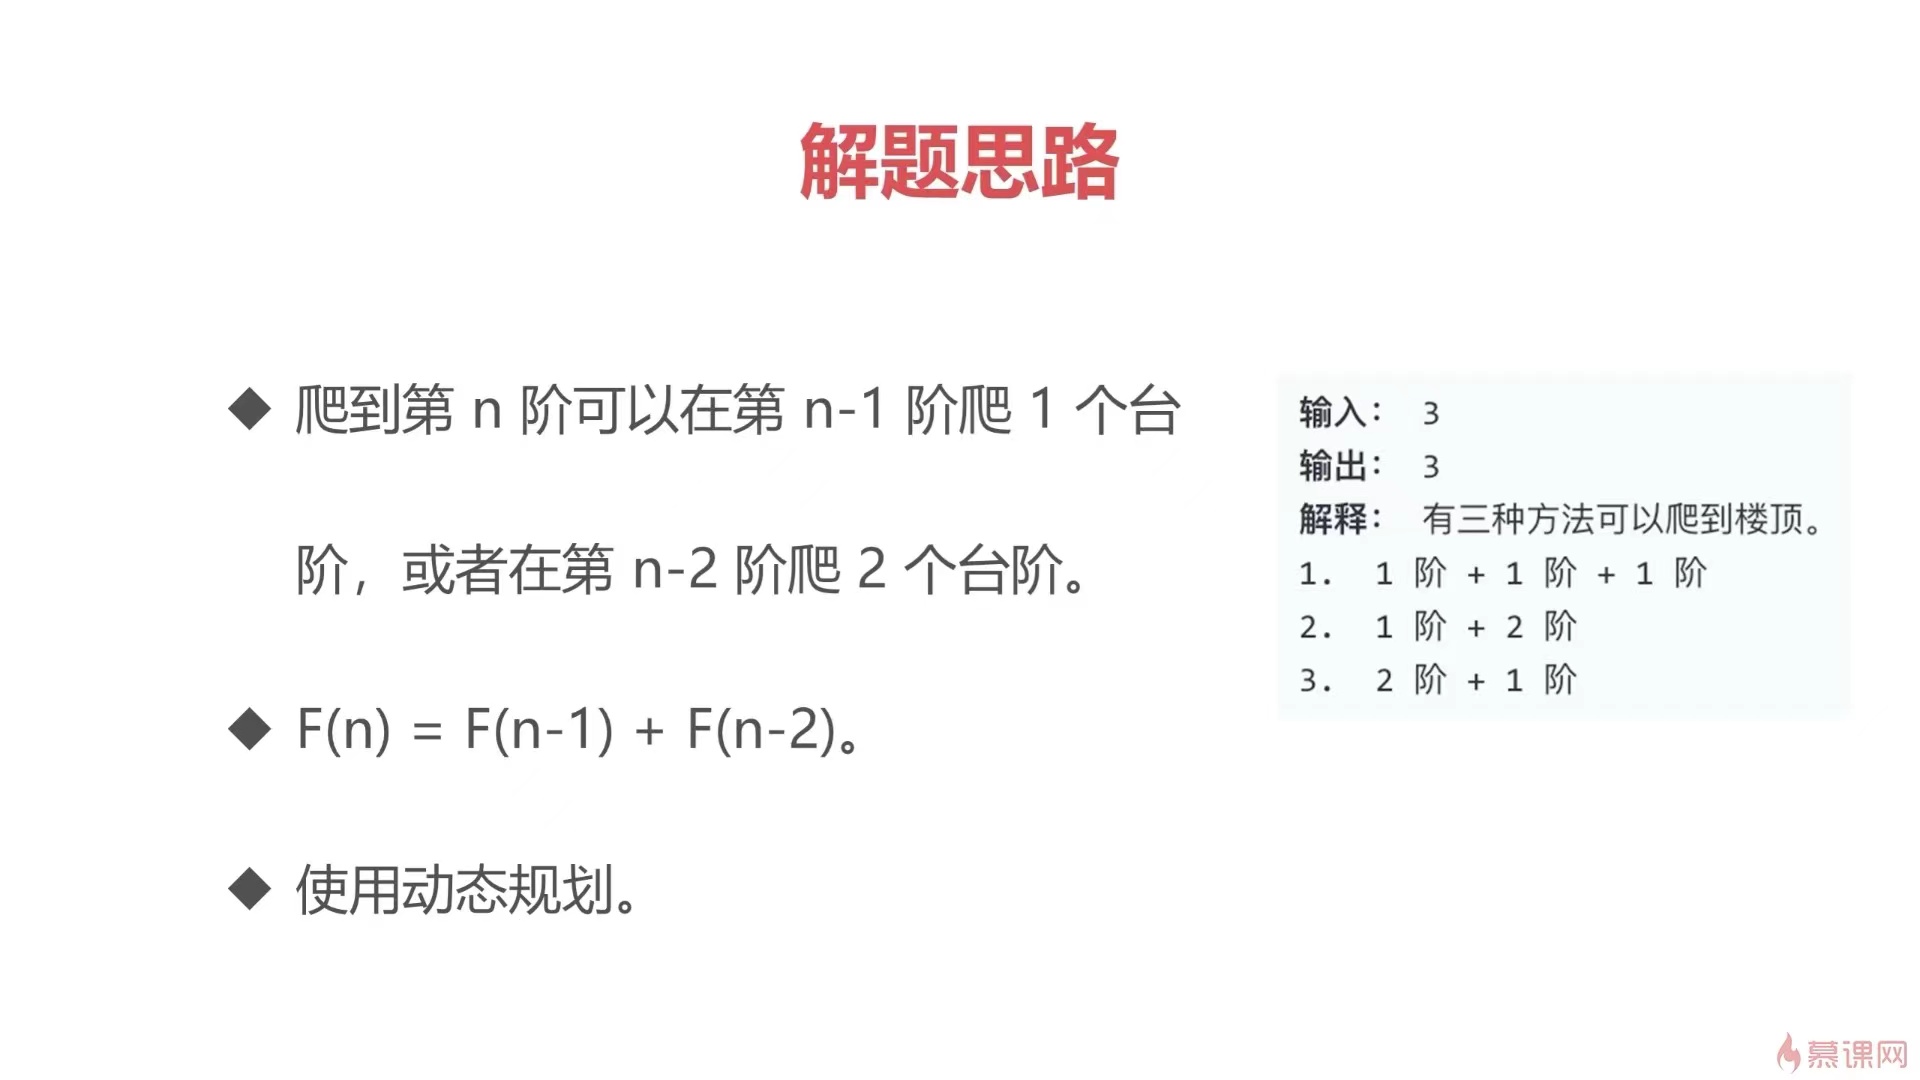 解题思路
◆ 爬到第 n 阶可以在第 n-1 阶爬 1 个台
阶，或者在第 n-2 阶爬 2 个台阶。
◆ F(n) = F(n-1) + F(n-2)。
◆ 使用动态规划。
输入： 3
输出： 3
解释： 有三种方法可以爬到楼顶。
1. 1 阶 + 1 阶 + 1 阶
2. 1 阶 + 2 阶
3. 2 阶 + 1 阶
慕课网